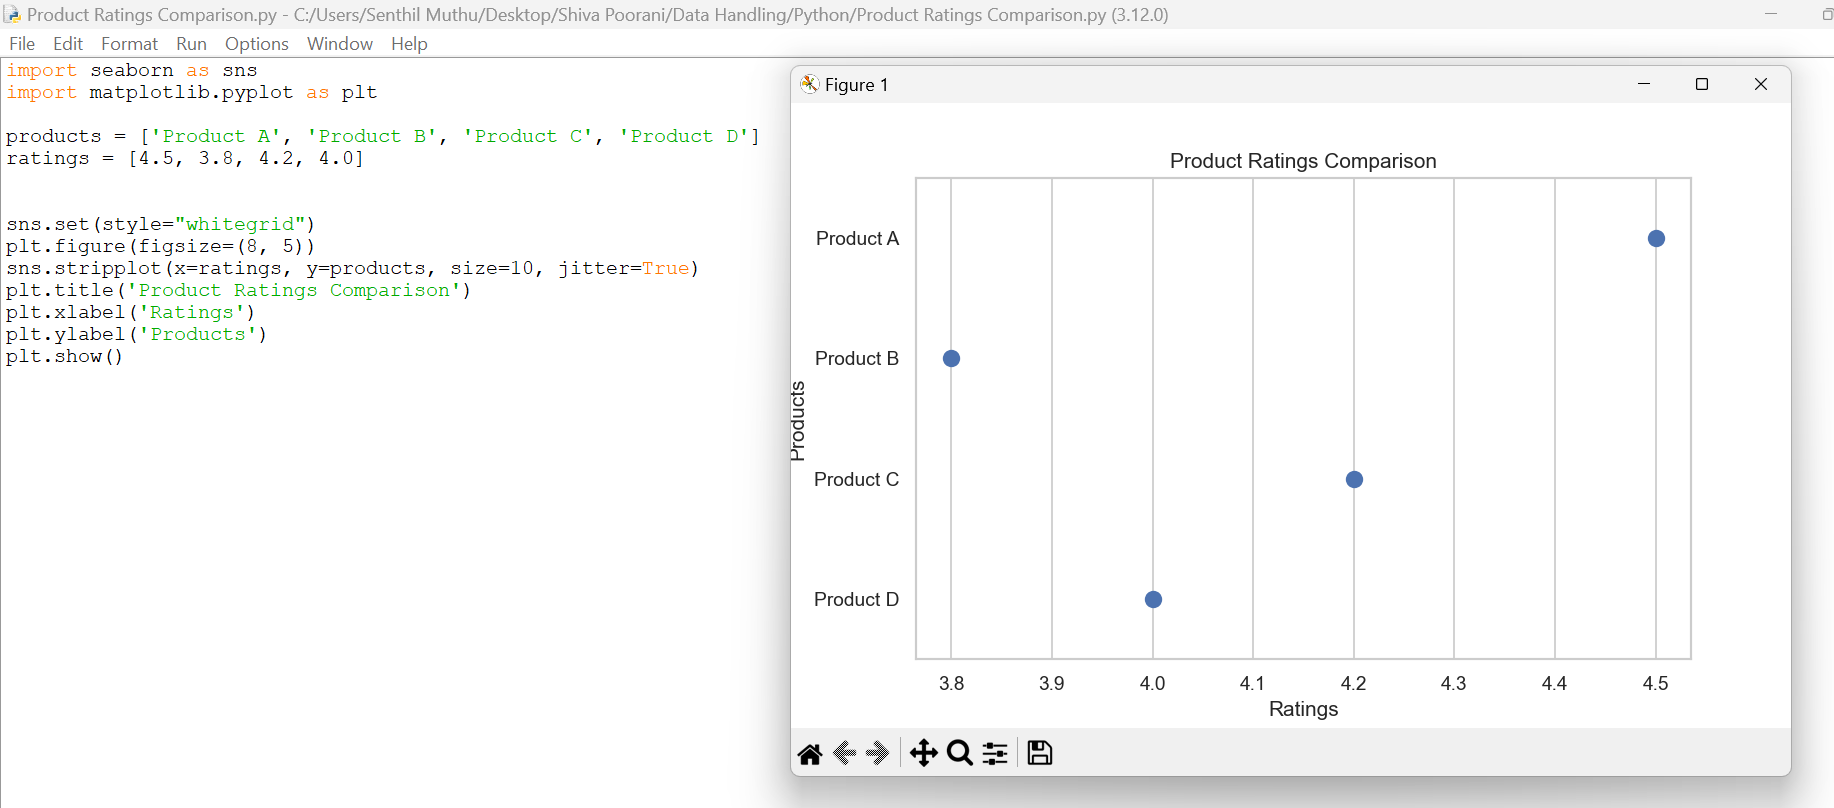 Product Ratings Comparison.py - C:/Users/Senthil Muthu/Desktop/Shiva Poorani/Data Handling/Python/Product Ratings Comparison.py (3.12.0)
File Edit Format Run Options Window Help
import seaborn as sns
import matplotlib.pyplot as plt
products = ['Product A', 'Product B', 'Product C', 'Product D']
ratings = [4.5, 3.8, 4.2, 4.0]
sns.set(style="whitegrid")
plt.figure(figsize=(8, 5))
sns.stripplot(x=ratings, y=products, size=10, jitter=True)
plt.title('Product Ratings Comparison')
plt.xlabel('Ratings')
plt.ylabel('Products')
plt.show()
Figure 1
Product Ratings Comparison
Product A
Product B
Products
Product C
Product D
3.8 3.9 4.0 4.1 4.2 4.3 4.4 4.5
Ratings